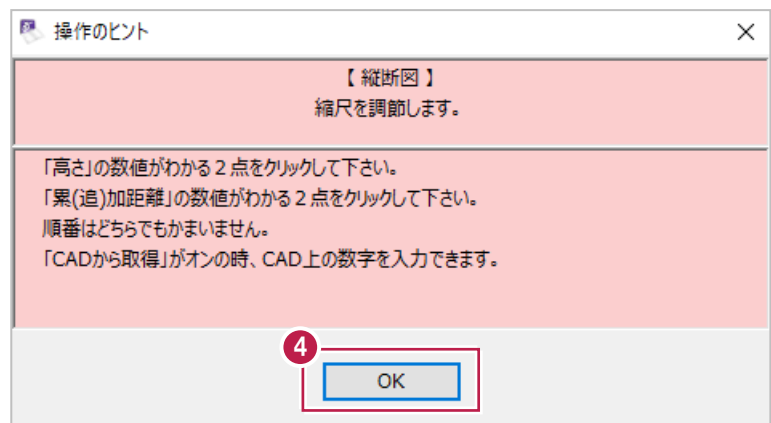 操作のヒント
【 縦断図 】
縮尺を調節します。
「高さ」の数値がわかる２点をクリックして下さい。
「累(追)加距離」の数値がわかる２点をクリックして下さい。
順番はどちらでもかまいません。
「CADから取得」がオンの時、CAD上の数字を入力できます。
4
OK